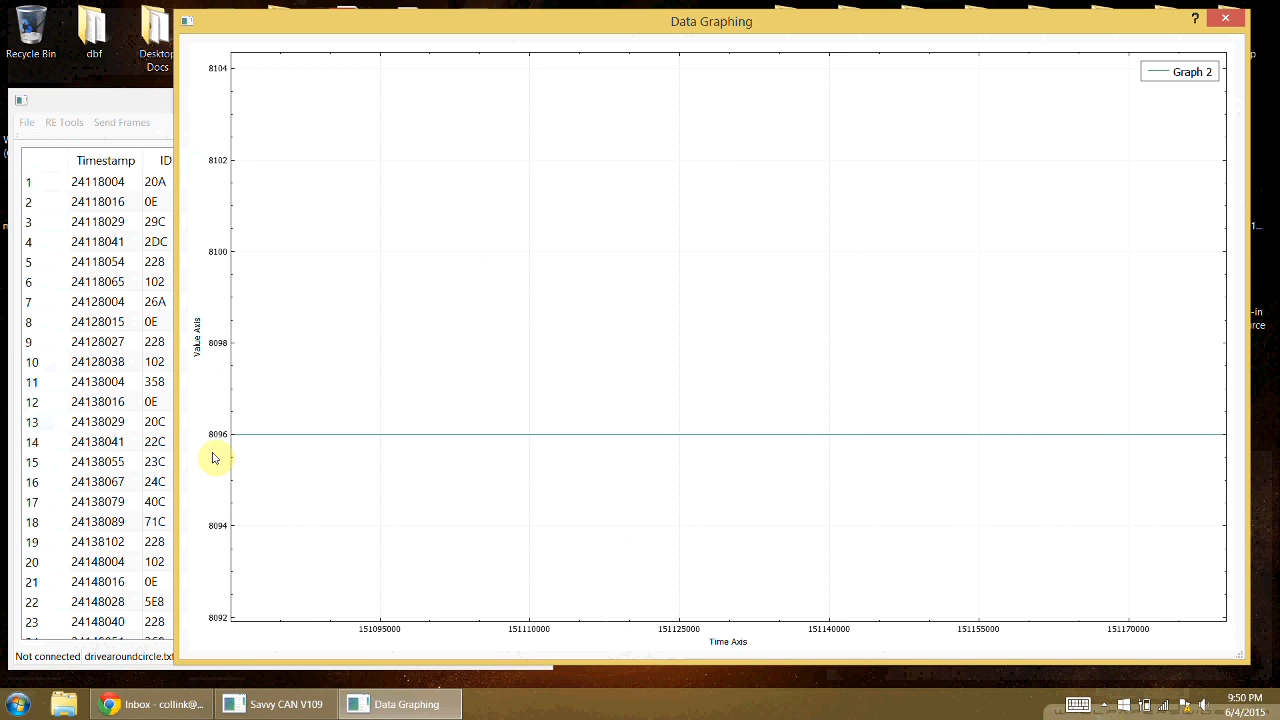 Data Graphing
?
Recycle Bin
dbf
Desktop
Docs
File RE Tools Send Frames
Timestamp ID
1 24118004 20A
2 24118016 0E
3 24118029 29C
4 24118041 2DC
5 24118054 228
6 24118065 102
7 24128004 26A
8 24128015 0E
9 24128027 228
10 24128038 102
11 24138004 358
12 24138016 0E
13 24138029 20C
14 24138041 22C
15 24138055 23C
16 24138067 24C
17 24138079 40C
18 24138089 71C
19 24138102 228
20 24148004 102
21 24148016 0E
22 24148028 5E8
23 24148040 228
Not connected drivearoundcircle.txt
8104
8102
8100
8098
8096
8094
8092
Value Axis
Graph 2
151095000 151110000 151125000 151140000 151155000 151170000
Time Axis
Inbox - collink@... Savvy CAN V109 Data Graphing
9:50 PM
6/4/2015